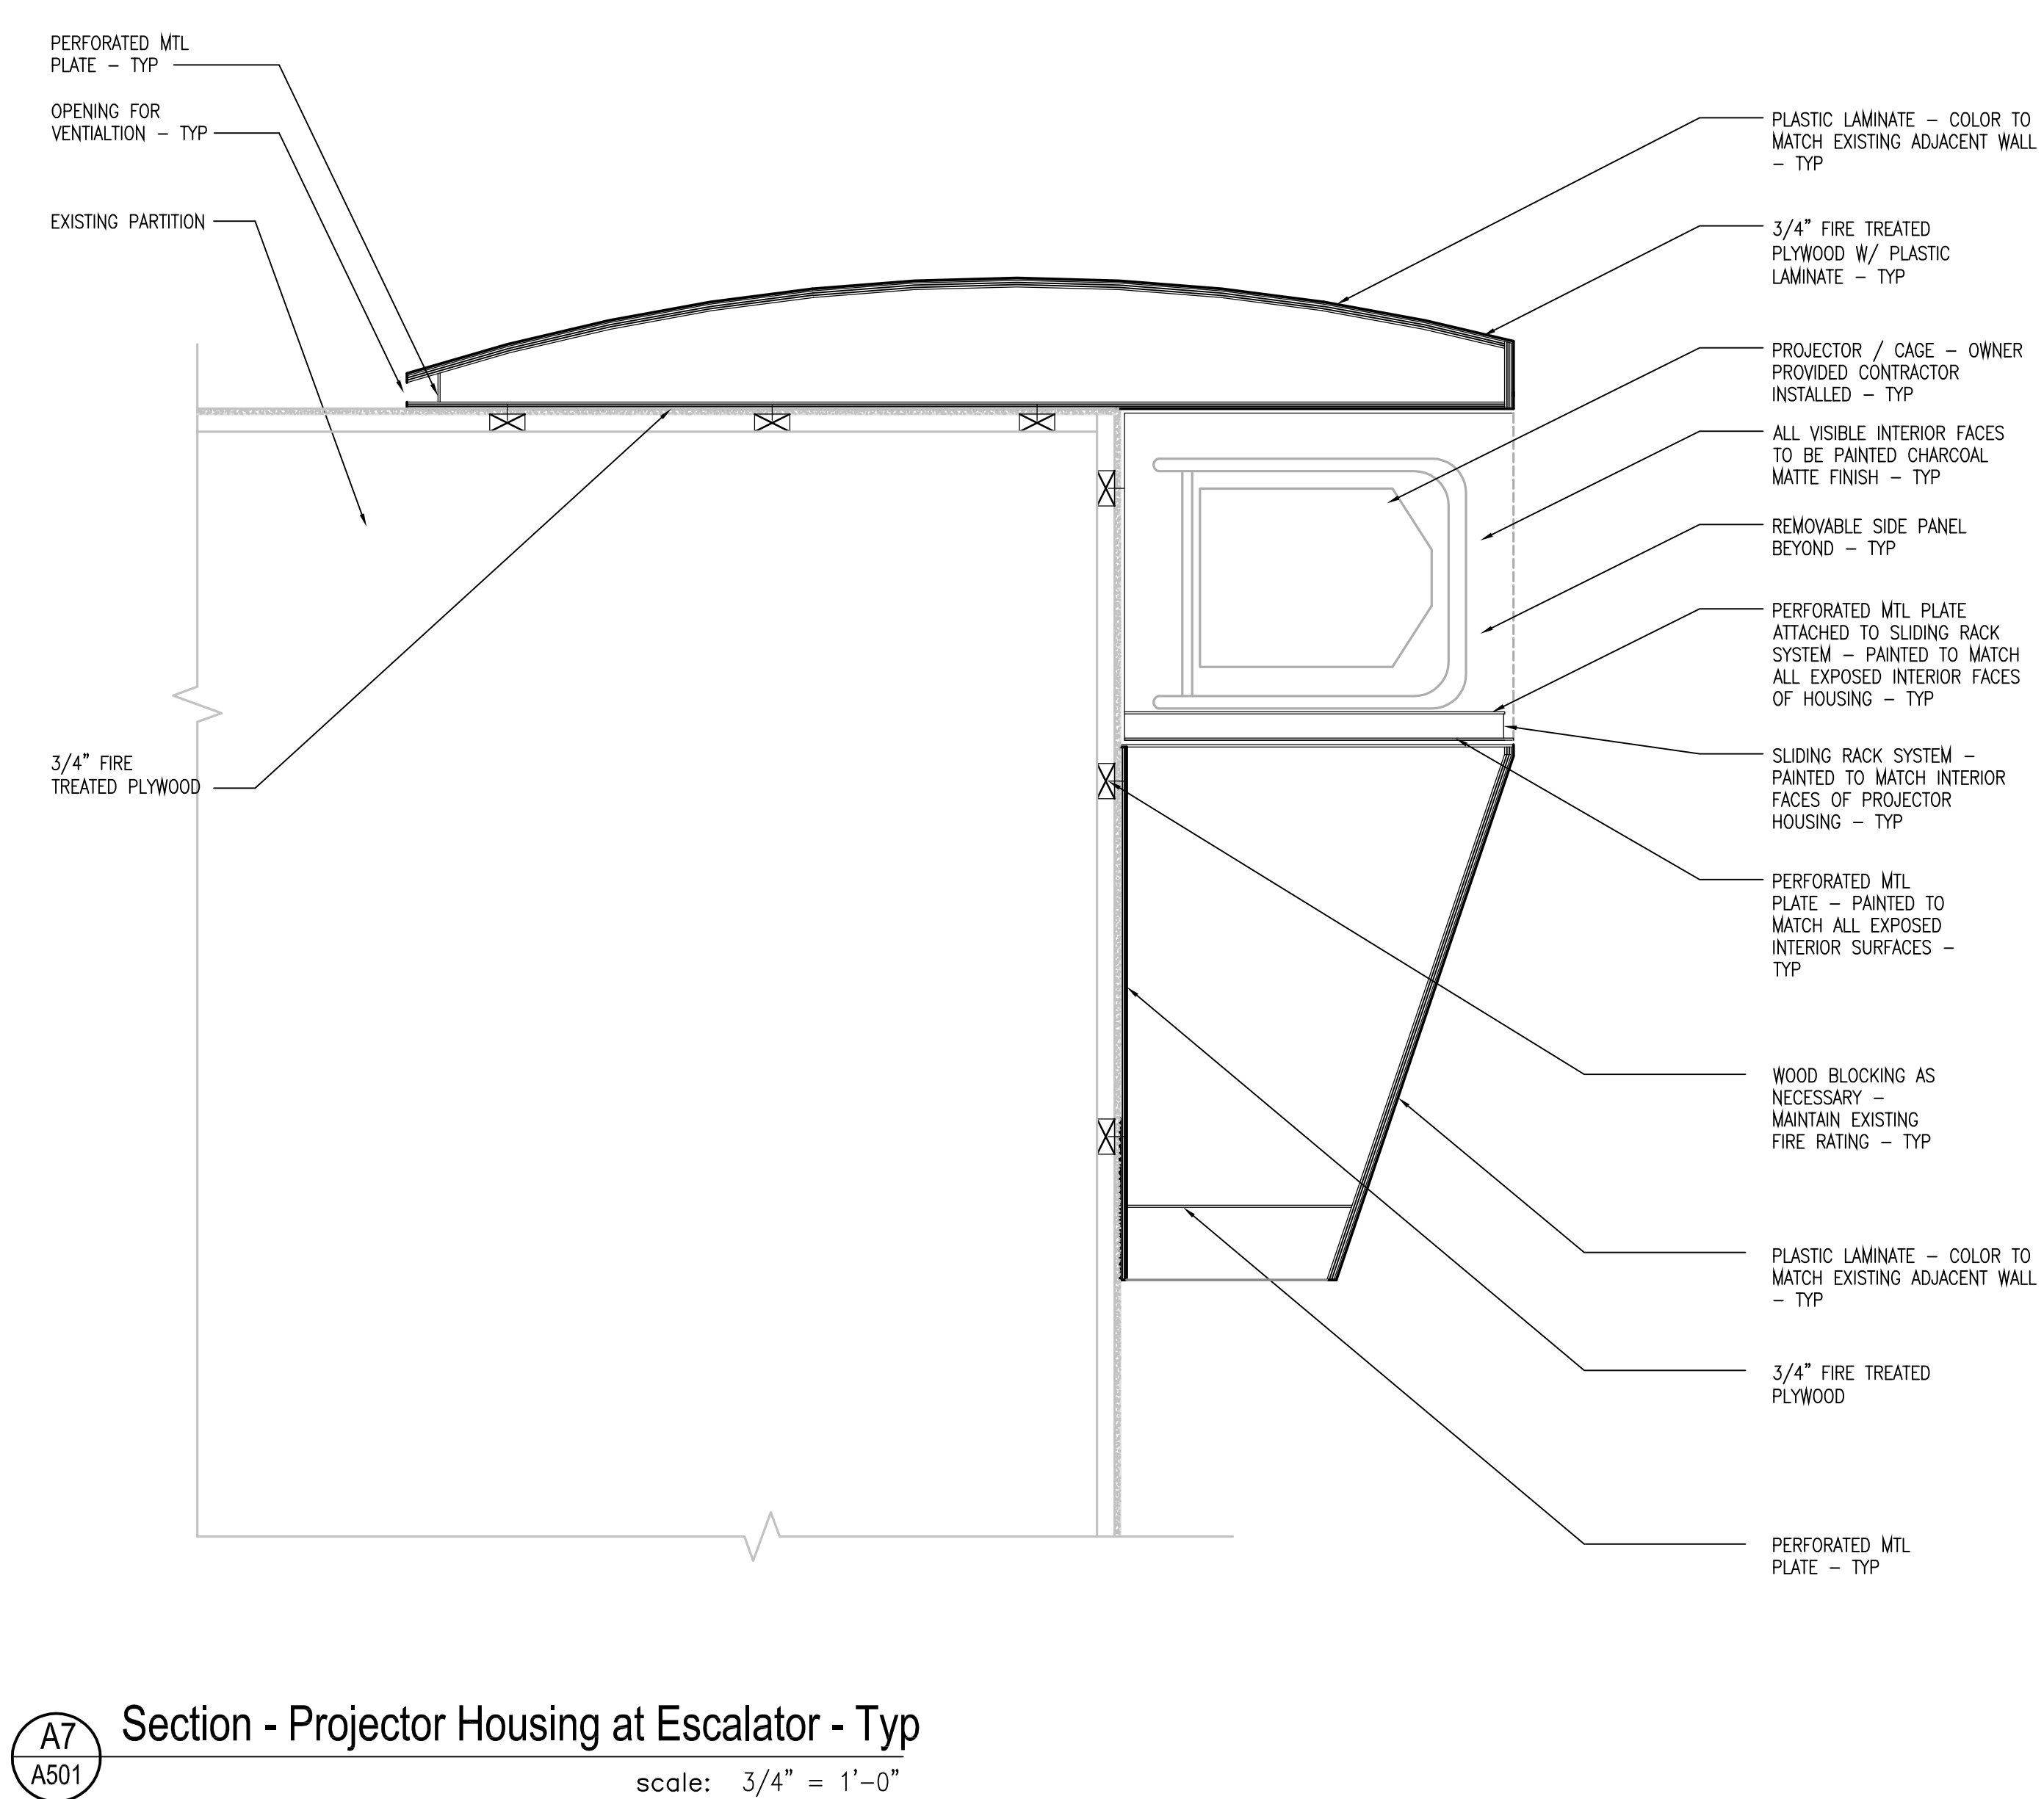 PERFORATED MTL
PLATE – TYP
OPENING FOR
VENTIALTION – TYP
EXISTING PARTITION
3/4" FIRE
TREATED PLYWOOD
PLASTIC LAMINATE – COLOR TO
MATCH EXISTING ADJACENT WALL
– TYP
3/4" FIRE TREATED
PLYWOOD W/ PLASTIC
LAMINATE – TYP
PROJECTOR / CAGE – OWNER
PROVIDED CONTRACTOR
INSTALLED – TYP
ALL VISIBLE INTERIOR FACES
TO BE PAINTED CHARCOAL
MATTE FINISH – TYP
REMOVABLE SIDE PANEL
BEYOND – TYP
PERFORATED MTL PLATE
ATTACHED TO SLIDING RACK
SYSTEM – PAINTED TO MATCH
ALL EXPOSED INTERIOR FACES
OF HOUSING – TYP
SLIDING RACK SYSTEM –
PAINTED TO MATCH INTERIOR
FACES OF PROJECTOR
HOUSING – TYP
PERFORATED MTL
PLATE – PAINTED TO
MATCH ALL EXPOSED
INTERIOR SURFACES –
TYP
WOOD BLOCKING AS
NECESSARY –
MAINTAIN EXISTING
FIRE RATING – TYP
PLASTIC LAMINATE – COLOR TO
MATCH EXISTING ADJACENT WALL
– TYP
3/4" FIRE TREATED
PLYWOOD
PERFORATED MTL
PLATE – TYP
A7
A501
Section - Projector Housing at Escalator - Typ
scale: 3/4" = 1'–0"